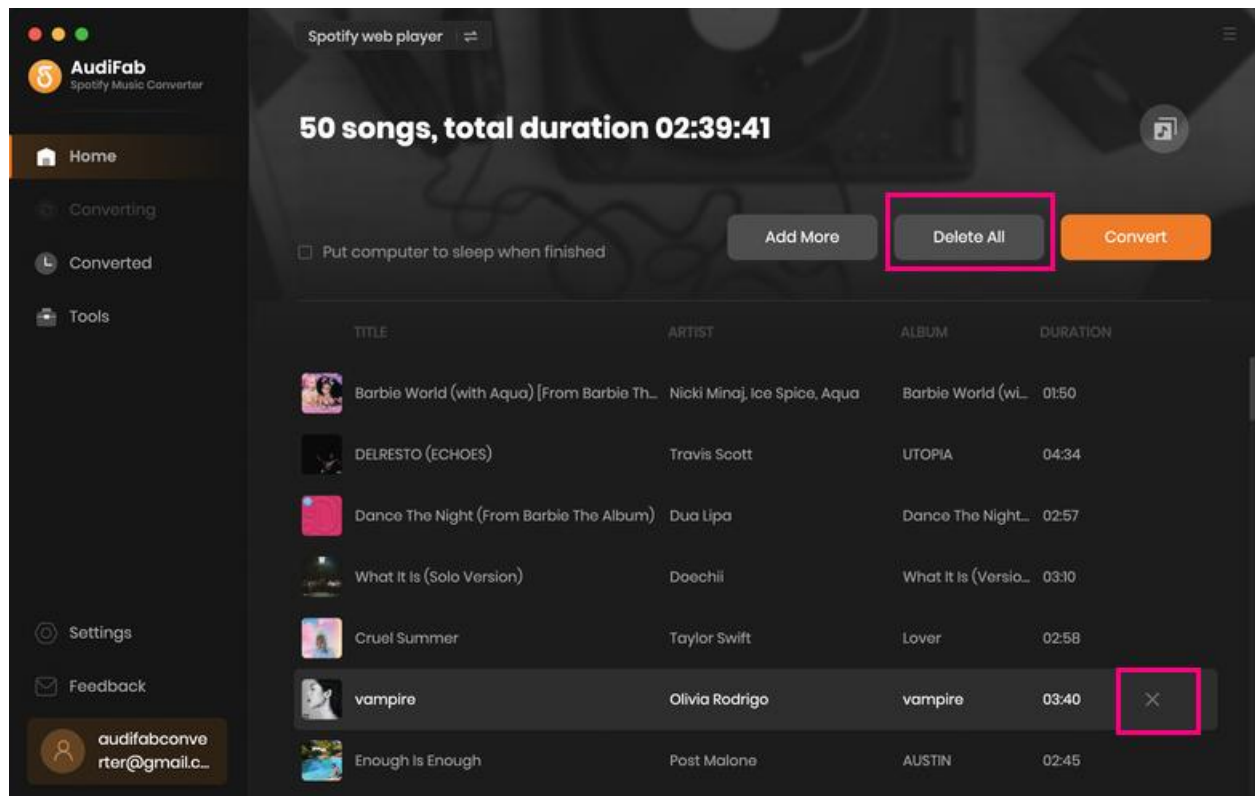 Spotify web player
AudiFab
Spotify Music Converter
50 songs, total duration 02:39:41
Home
Converting
Converted
Tools
Put computer to sleep when finished
Add More
Delete All
Convert
TITLE ARTIST ALBUM DURATION
Barbie World (with Aqua) [From Barbie Th... Nicki Minaj, Ice Spice, Aqua Barbie World (wi... 01:50
DELRESTO (ECHOES) Travis Scott UTOPIA 04:34
Dance The Night (From Barbie The Album) Dua Lipa Dance The Night... 02:57
What It Is (Solo Version) Doechii What It Is (Versio... 03:10
Cruel Summer Taylor Swift Lover 02:58
vampire Olivia Rodrigo vampire 03:40
Enough Is Enough Post Malone AUSTIN 02:45
Settings
Feedback
audifabconve
rter@gmail.c...